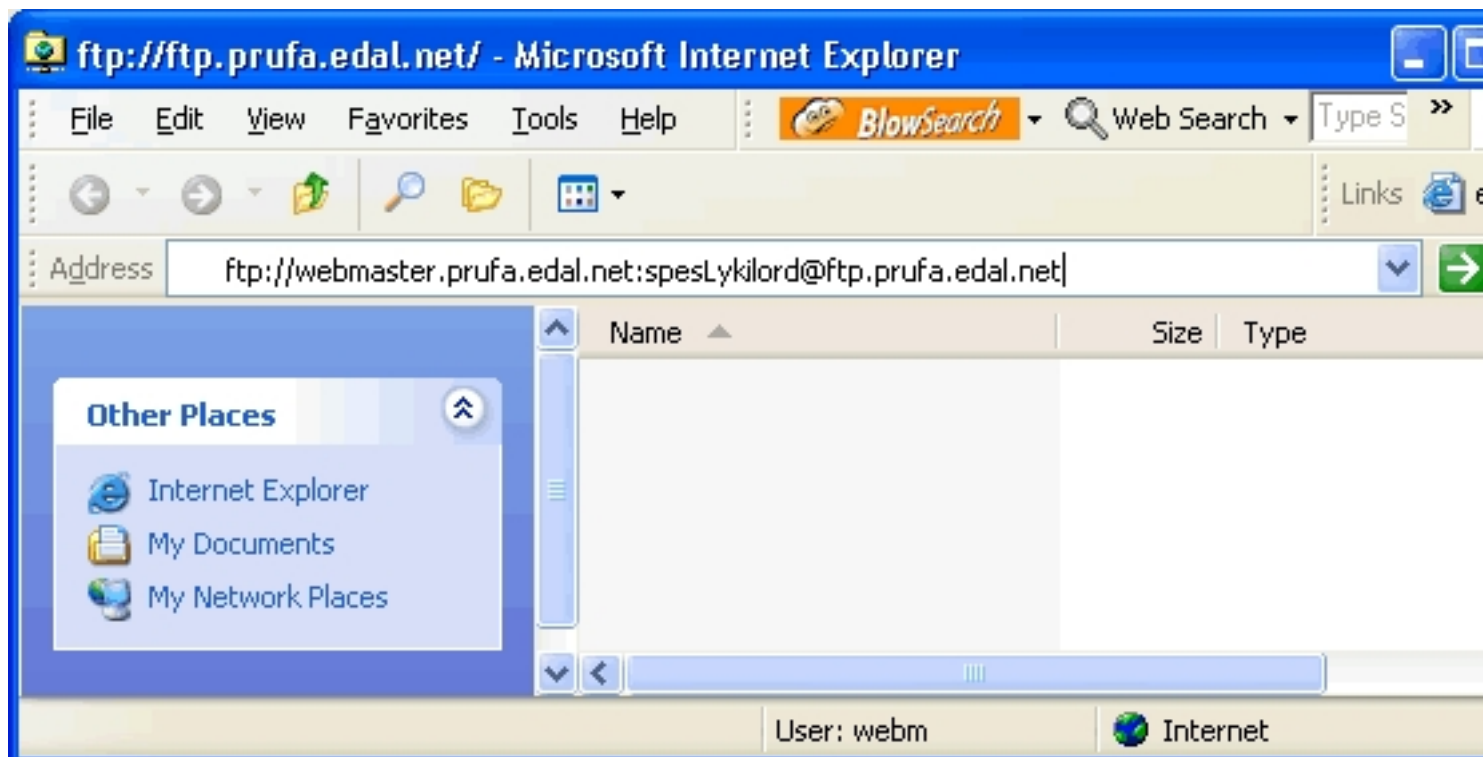 ftp://ftp.prufa.edal.net/ - Microsoft Internet Explorer
File Edit View Favorites Tools Help BlowSearch Web Search Type S »
Links e
Address ftp://webmaster.prufa.edal.net:spesLykilord@ftp.prufa.edal.net
Name Size Type
Other Places
Internet Explorer
My Documents
My Network Places
User: webm Internet